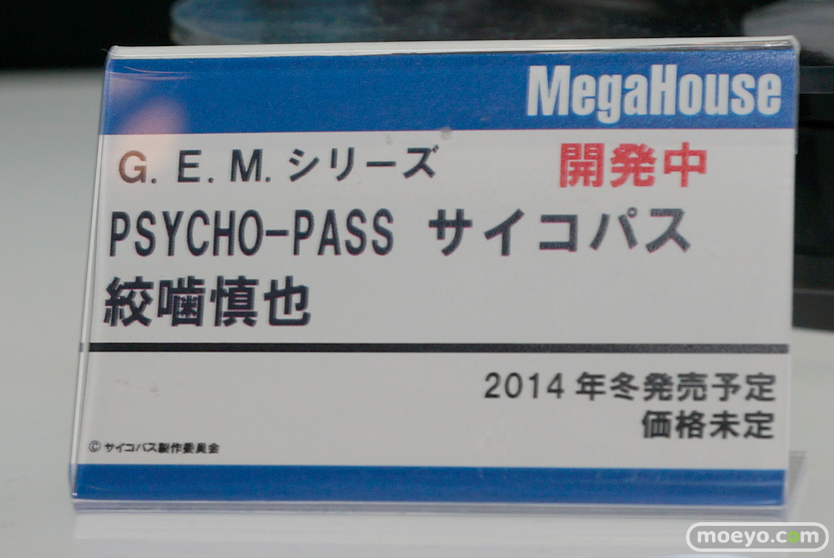 MegaHouse
G.E.M.シリーズ 開発中
PSYCHO-PASS サイコパス
絞噛慎也
2014年冬発売予定
価格未定
© サイコパス製作委員会
moeyo.com